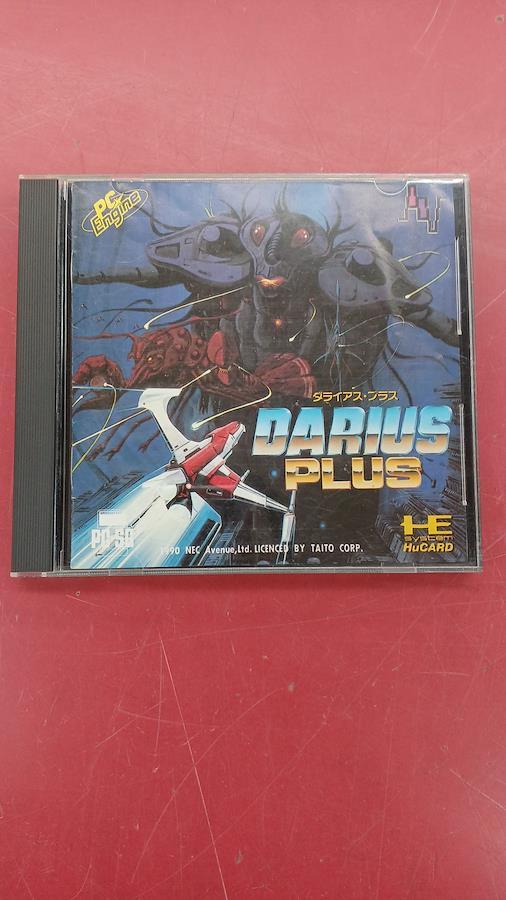 PC
Engine
ダライアス・プラス
DARIUS
PLUS
HE
SYSTEM
HuCARD
1990 NEC Avenue,Ltd. LICENCED BY TAITO CORP.